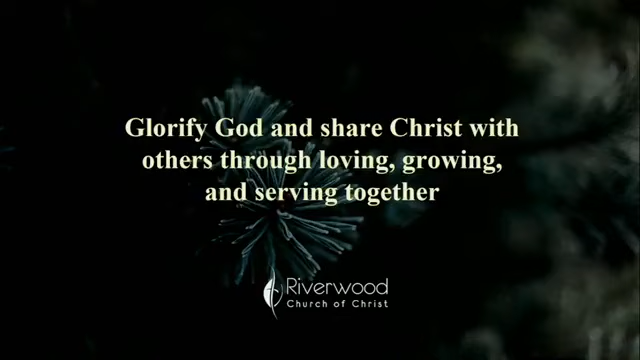 Glorify God and share Christ with
others through loving, growing,
and serving together
Riverwood
Church of Christ